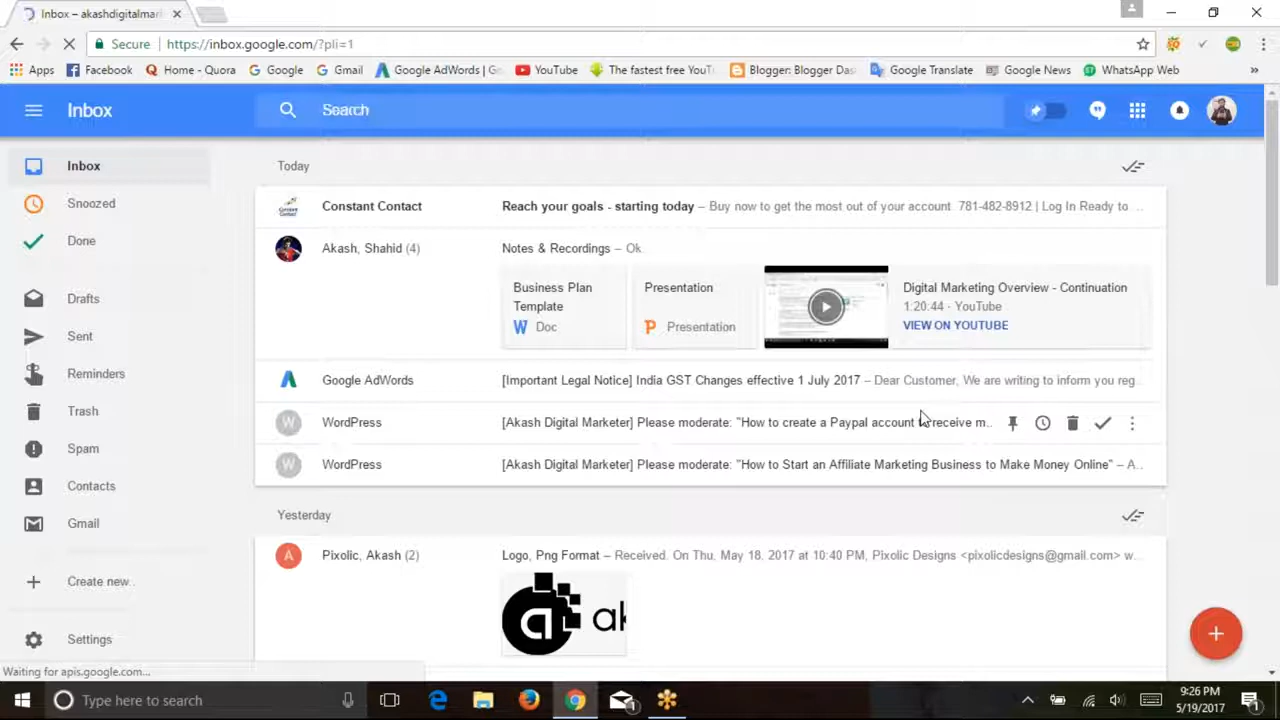 Inbox – akashdigitalmar
Secure https://inbox.google.com/?pli=1
Apps Facebook Home - Quora Google Gmail Google AdWords | Go YouTube The fastest free YouT Blogger: Blogger Das Google Translate Google News WhatsApp Web »
Inbox Search
Inbox
Snoozed
Done
Drafts
Sent
Reminders
Trash
Spam
Contacts
Gmail
Create new..
Settings
Today
Constant Contact Reach your goals - starting today – Buy now to get the most out of your account 781-482-8912 | Log In Ready to …
Akash, Shahid (4) Notes & Recordings – Ok
Business Plan
Template
W Doc
Presentation
P Presentation
Digital Marketing Overview - Continuation
1:20:44 - YouTube
VIEW ON YOUTUBE
Google AdWords [Important Legal Notice] India GST Changes effective 1 July 2017 – Dear Customer, We are writing to inform you reg…
W WordPress [Akash Digital Marketer] Please moderate: "How to create a Paypal account to receive m…
W WordPress [Akash Digital Marketer] Please moderate: "How to Start an Affiliate Marketing Business to Make Money Online" – A…
Yesterday
A Pixolic, Akash (2) Logo, Png Format – Received. On Thu, May 18, 2017 at 10:40 PM, Pixolic Designs <pixolicdesigns@gmail.com> w…
a ak
Waiting for apis.google.com...
Type here to search
9:26 PM
5/19/2017